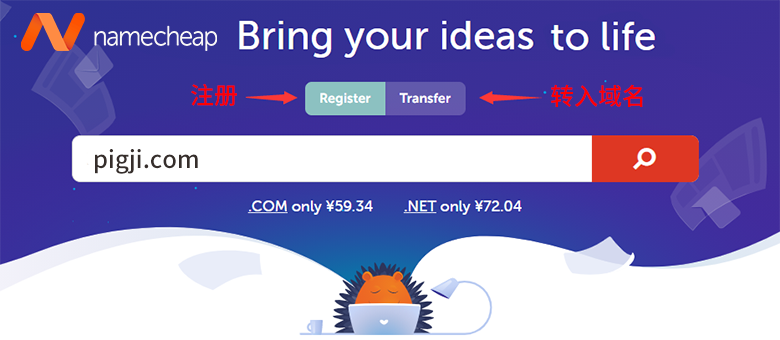 namecheap Bring your ideas to life
注册 Register Transfer 转入域名
pigji.com
.COM only ¥59.34 .NET only ¥72.04